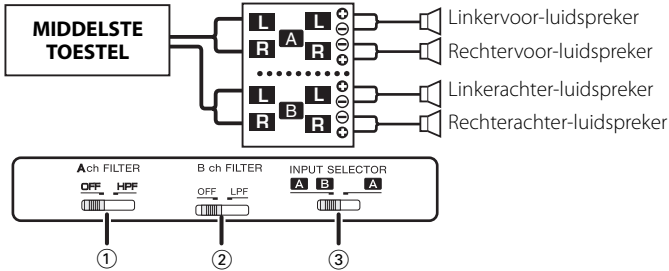 MIDDELSTE
TOESTEL
L L ⊕
A ⊖
R R ⊖
⊕
L L ⊕
B ⊖
R R ⊖
⊕
Linkervoor-luidspreker
Rechtervoor-luidspreker
Linkerachter-luidspreker
Rechterachter-luidspreker
Ach FILTER B ch FILTER INPUT SELECTOR
OFF HPF OFF LPF A B A
① ② ③